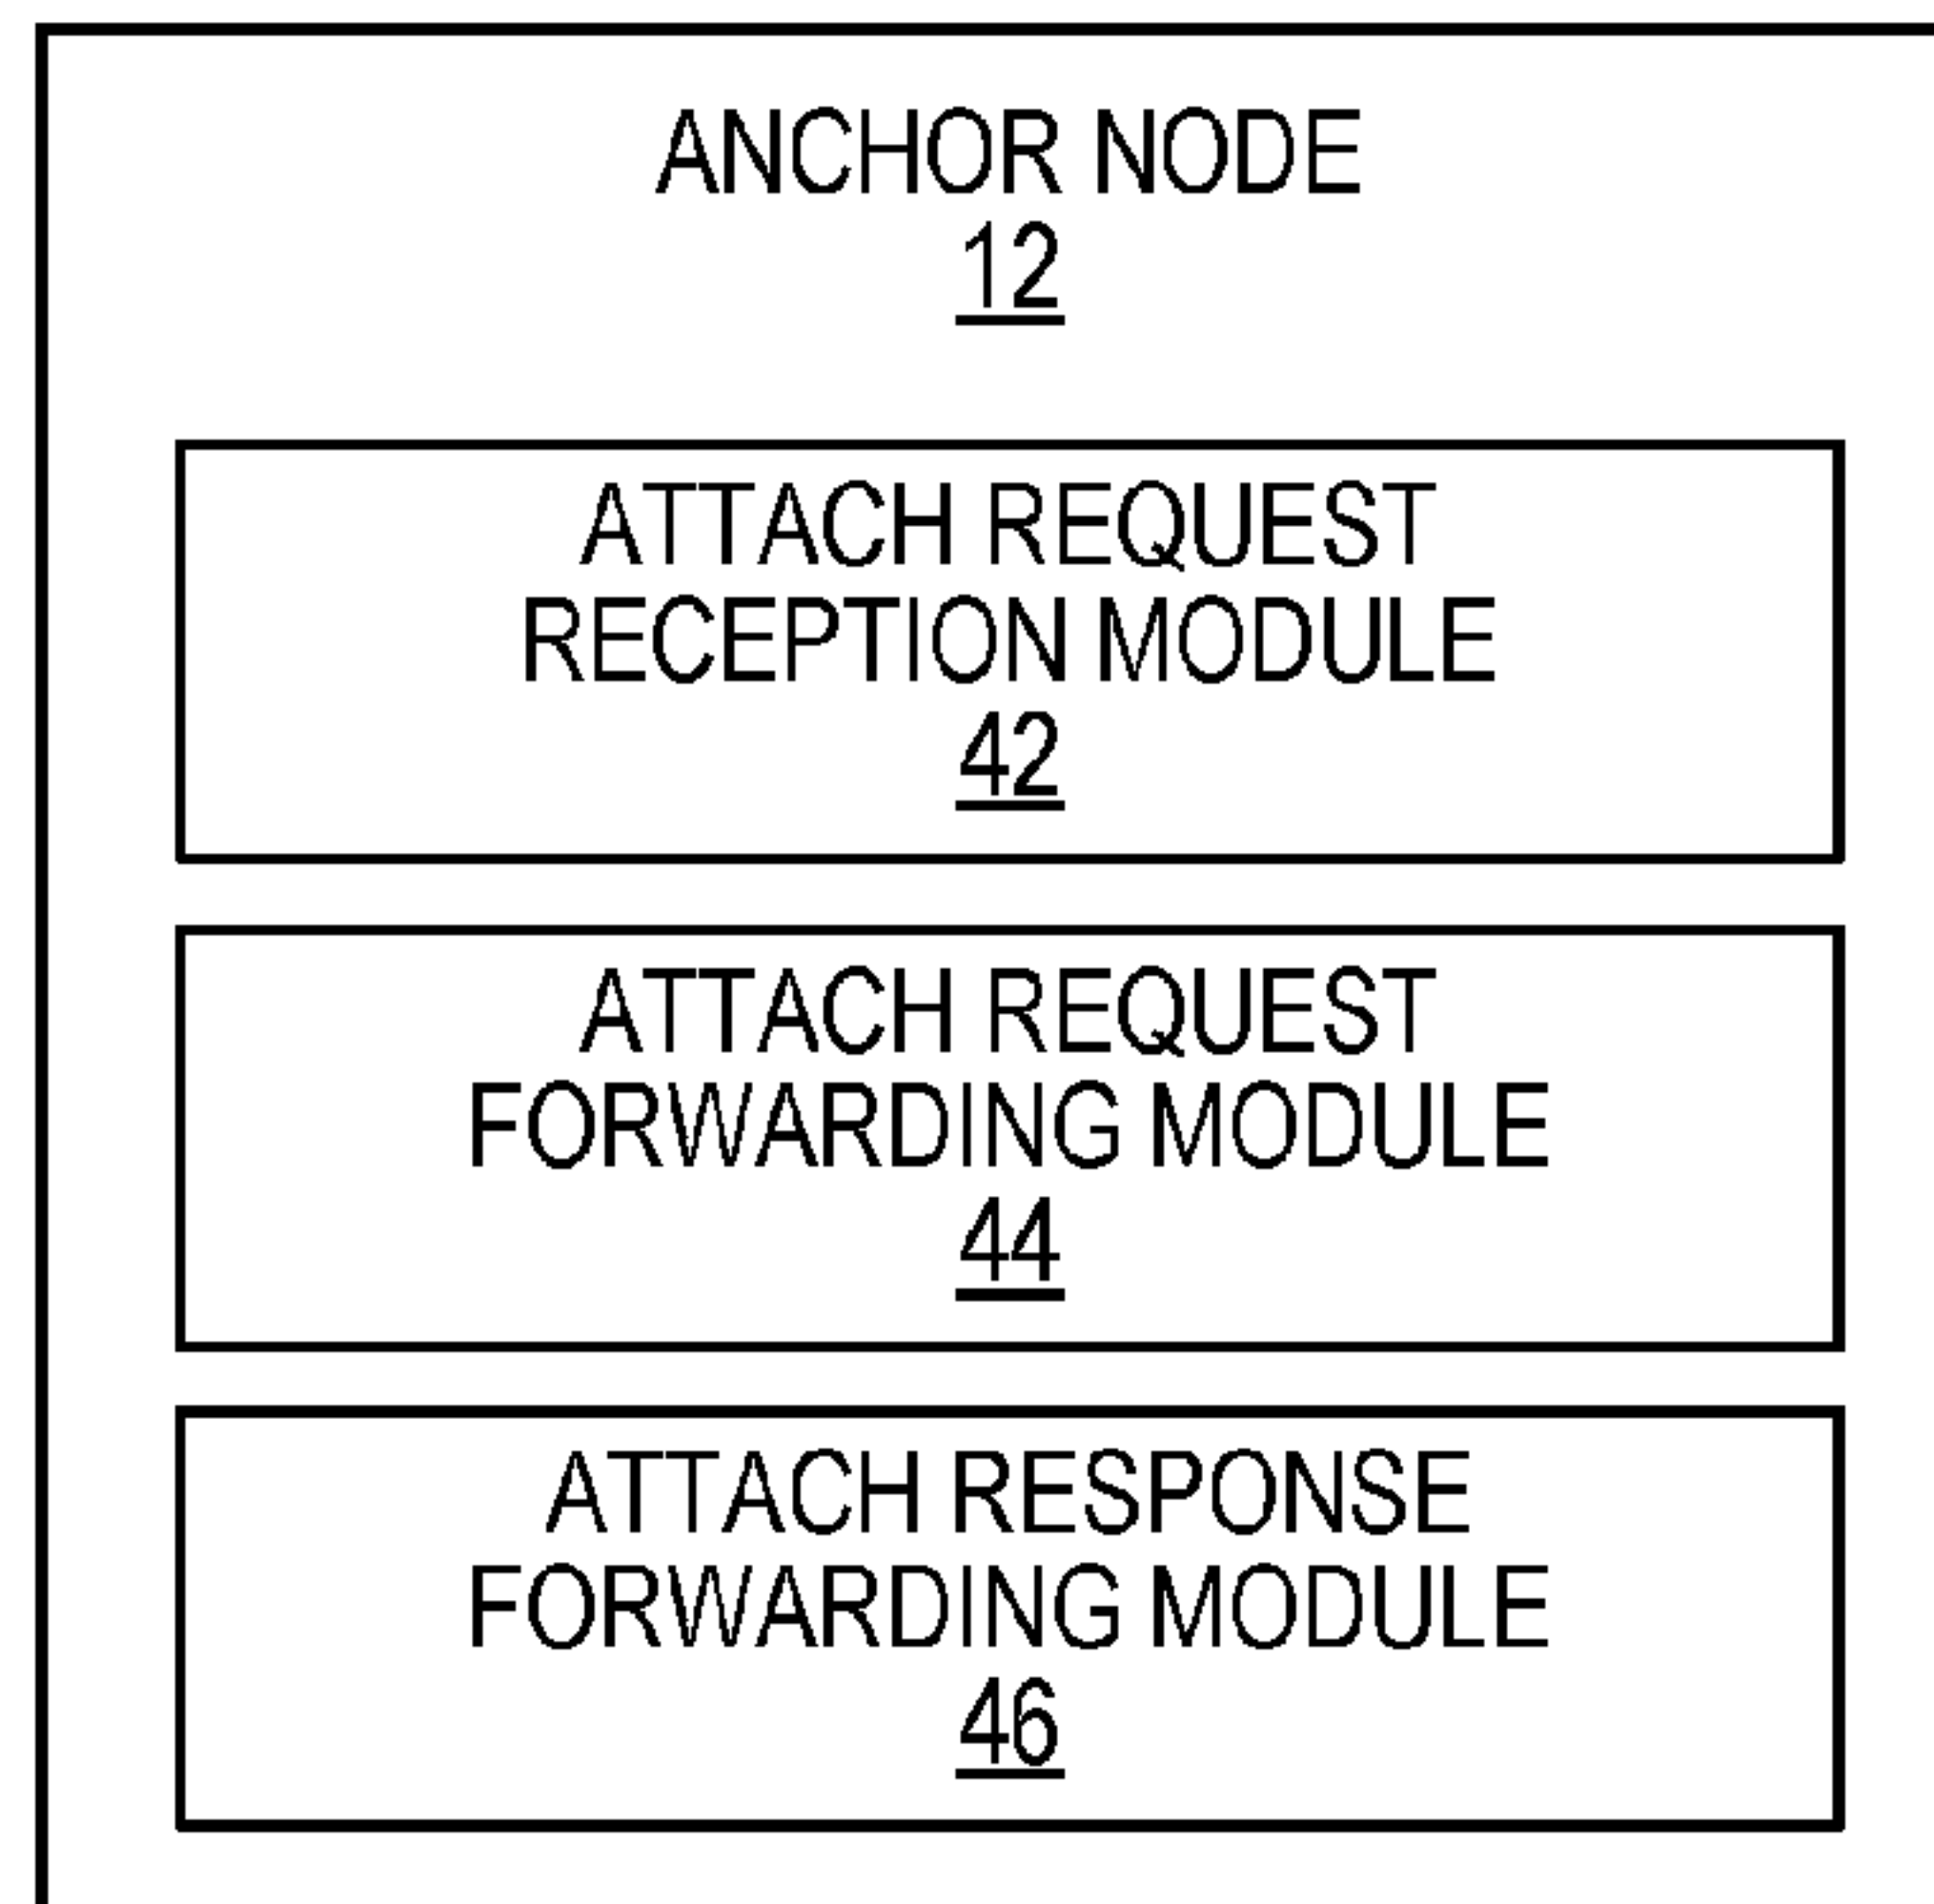 ANCHOR NODE
12
ATTACH REQUEST
RECEPTION MODULE
42
ATTACH REQUEST
FORWARDING MODULE
44
ATTACH RESPONSE
FORWARDING MODULE
46